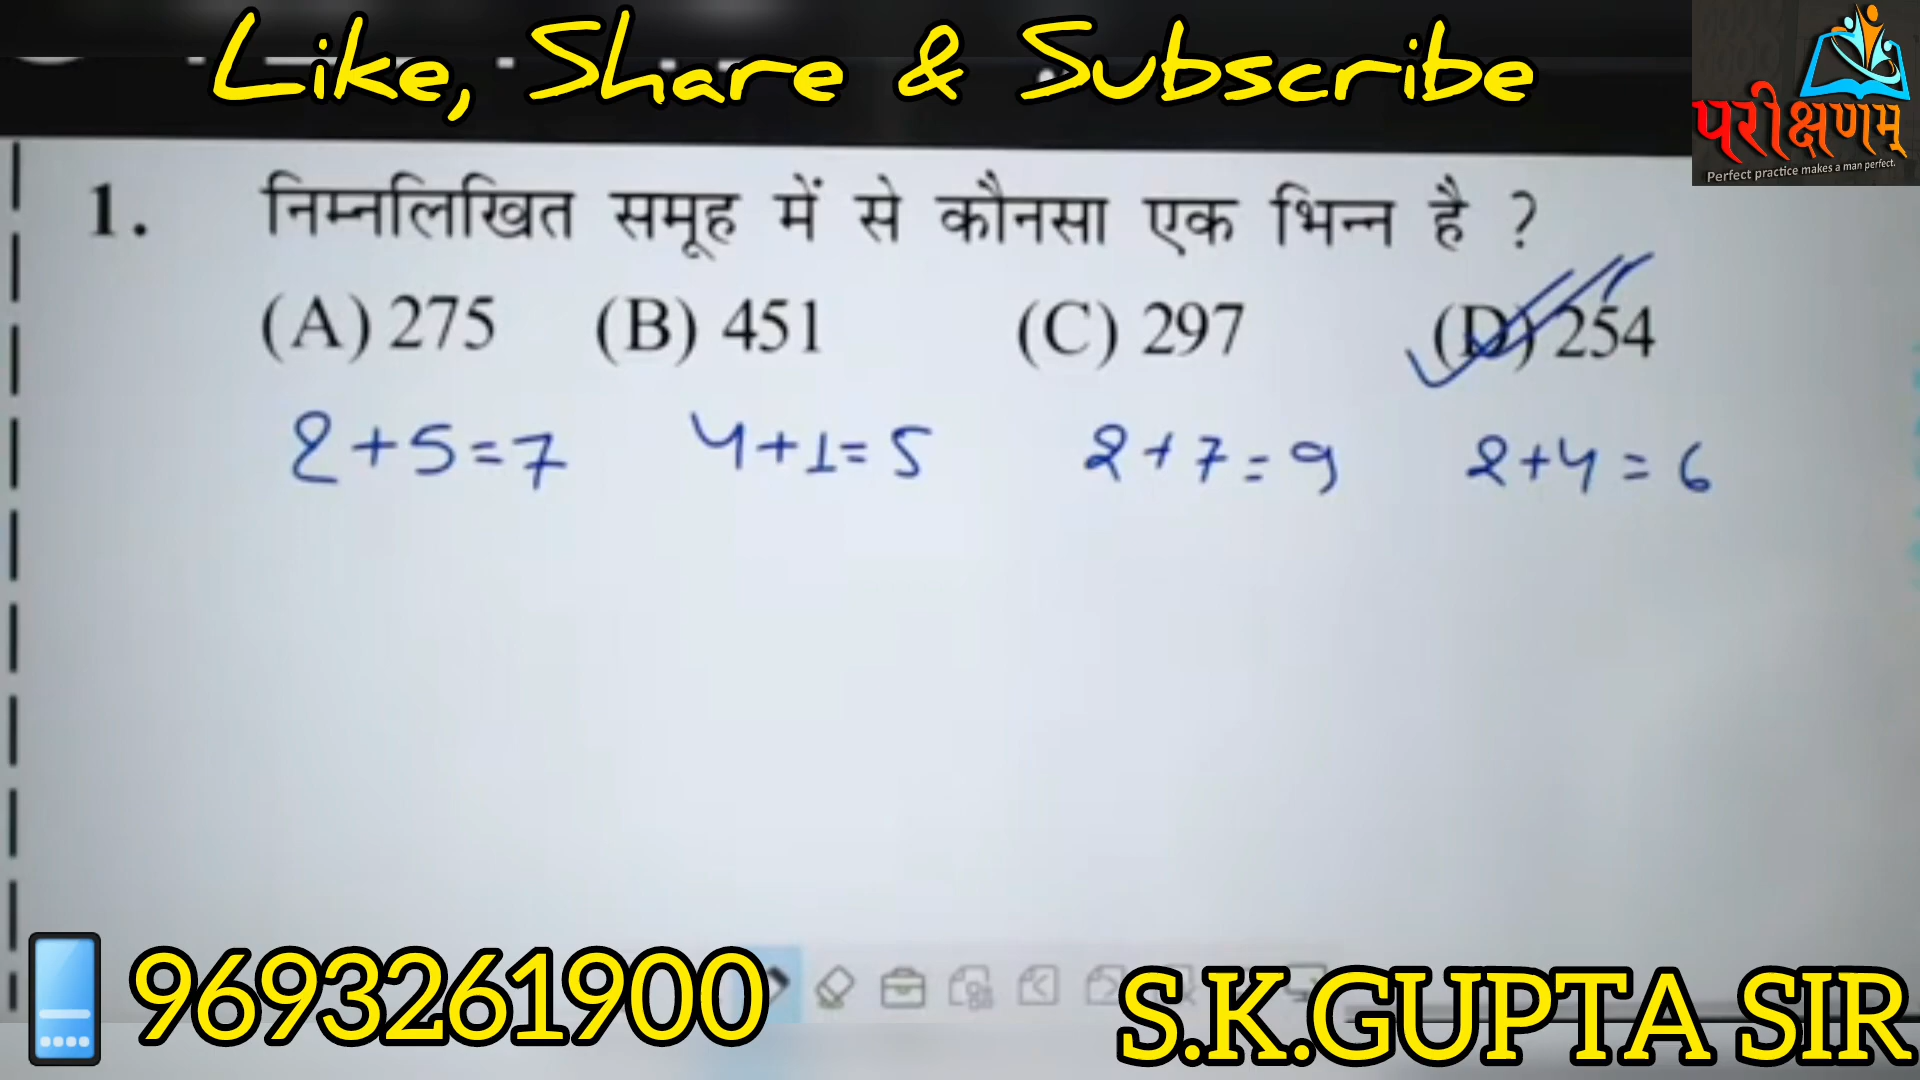 Like, Share & Subscribe
परीक्षणम्
Perfect practice makes a man perfect.
1. निम्नलिखित समूह में से कौनसा एक भिन्न है ?
(A) 275 (B) 451 (C) 297 (D) 254
2+5=7 4+1=5 2+7=9 2+4=6
9693261900 S.K.GUPTA SIR